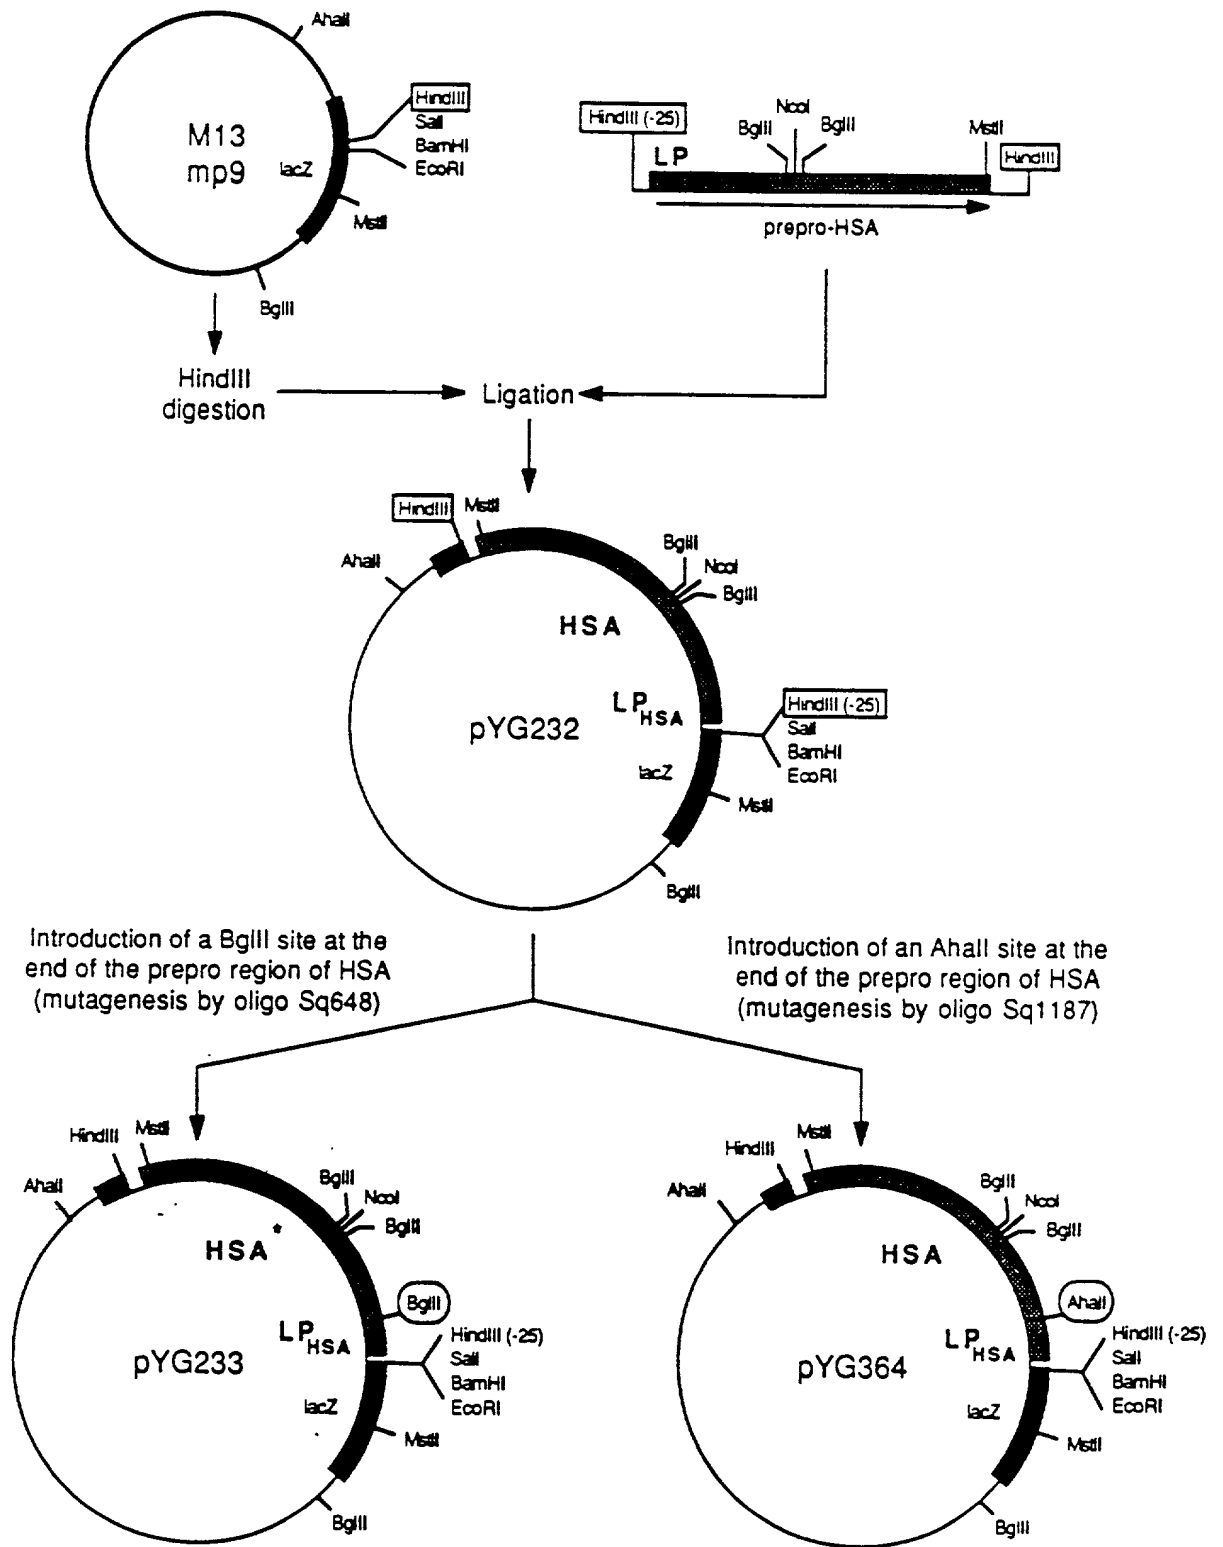 AhaII
HindIII
SalI
BamHI
EcoRI
M13
mp9
lacZ
MstII
BglII
HindIII (-25)
LP
BglII
NcoI
BglII
MstII
HindIII
prepro-HSA
HindIII
digestion
Ligation
HindIII
MstII
AhaII
BglII
NcoI
BglII
HSA
LP HSA
pYG232
HindIII (-25)
SalI
BamHI
EcoRI
lacZ
MstII
BglII
Introduction of a BglII site at the
end of the prepro region of HSA
(mutagenesis by oligo Sq648)
Introduction of an AhaII site at the
end of the prepro region of HSA
(mutagenesis by oligo Sq1187)
HindIII
MstII
AhaII
BglII
NcoI
BglII
HSA*
BglII
LP HSA
pYG233
HindIII (-25)
SalI
BamHI
EcoRI
lacZ
MstII
BglII
HindIII
MstII
AhaII
BglII
NcoI
BglII
HSA
AhaII
LP HSA
pYG364
HindIII (-25)
SalI
BamHI
EcoRI
lacZ
MstII
BglII